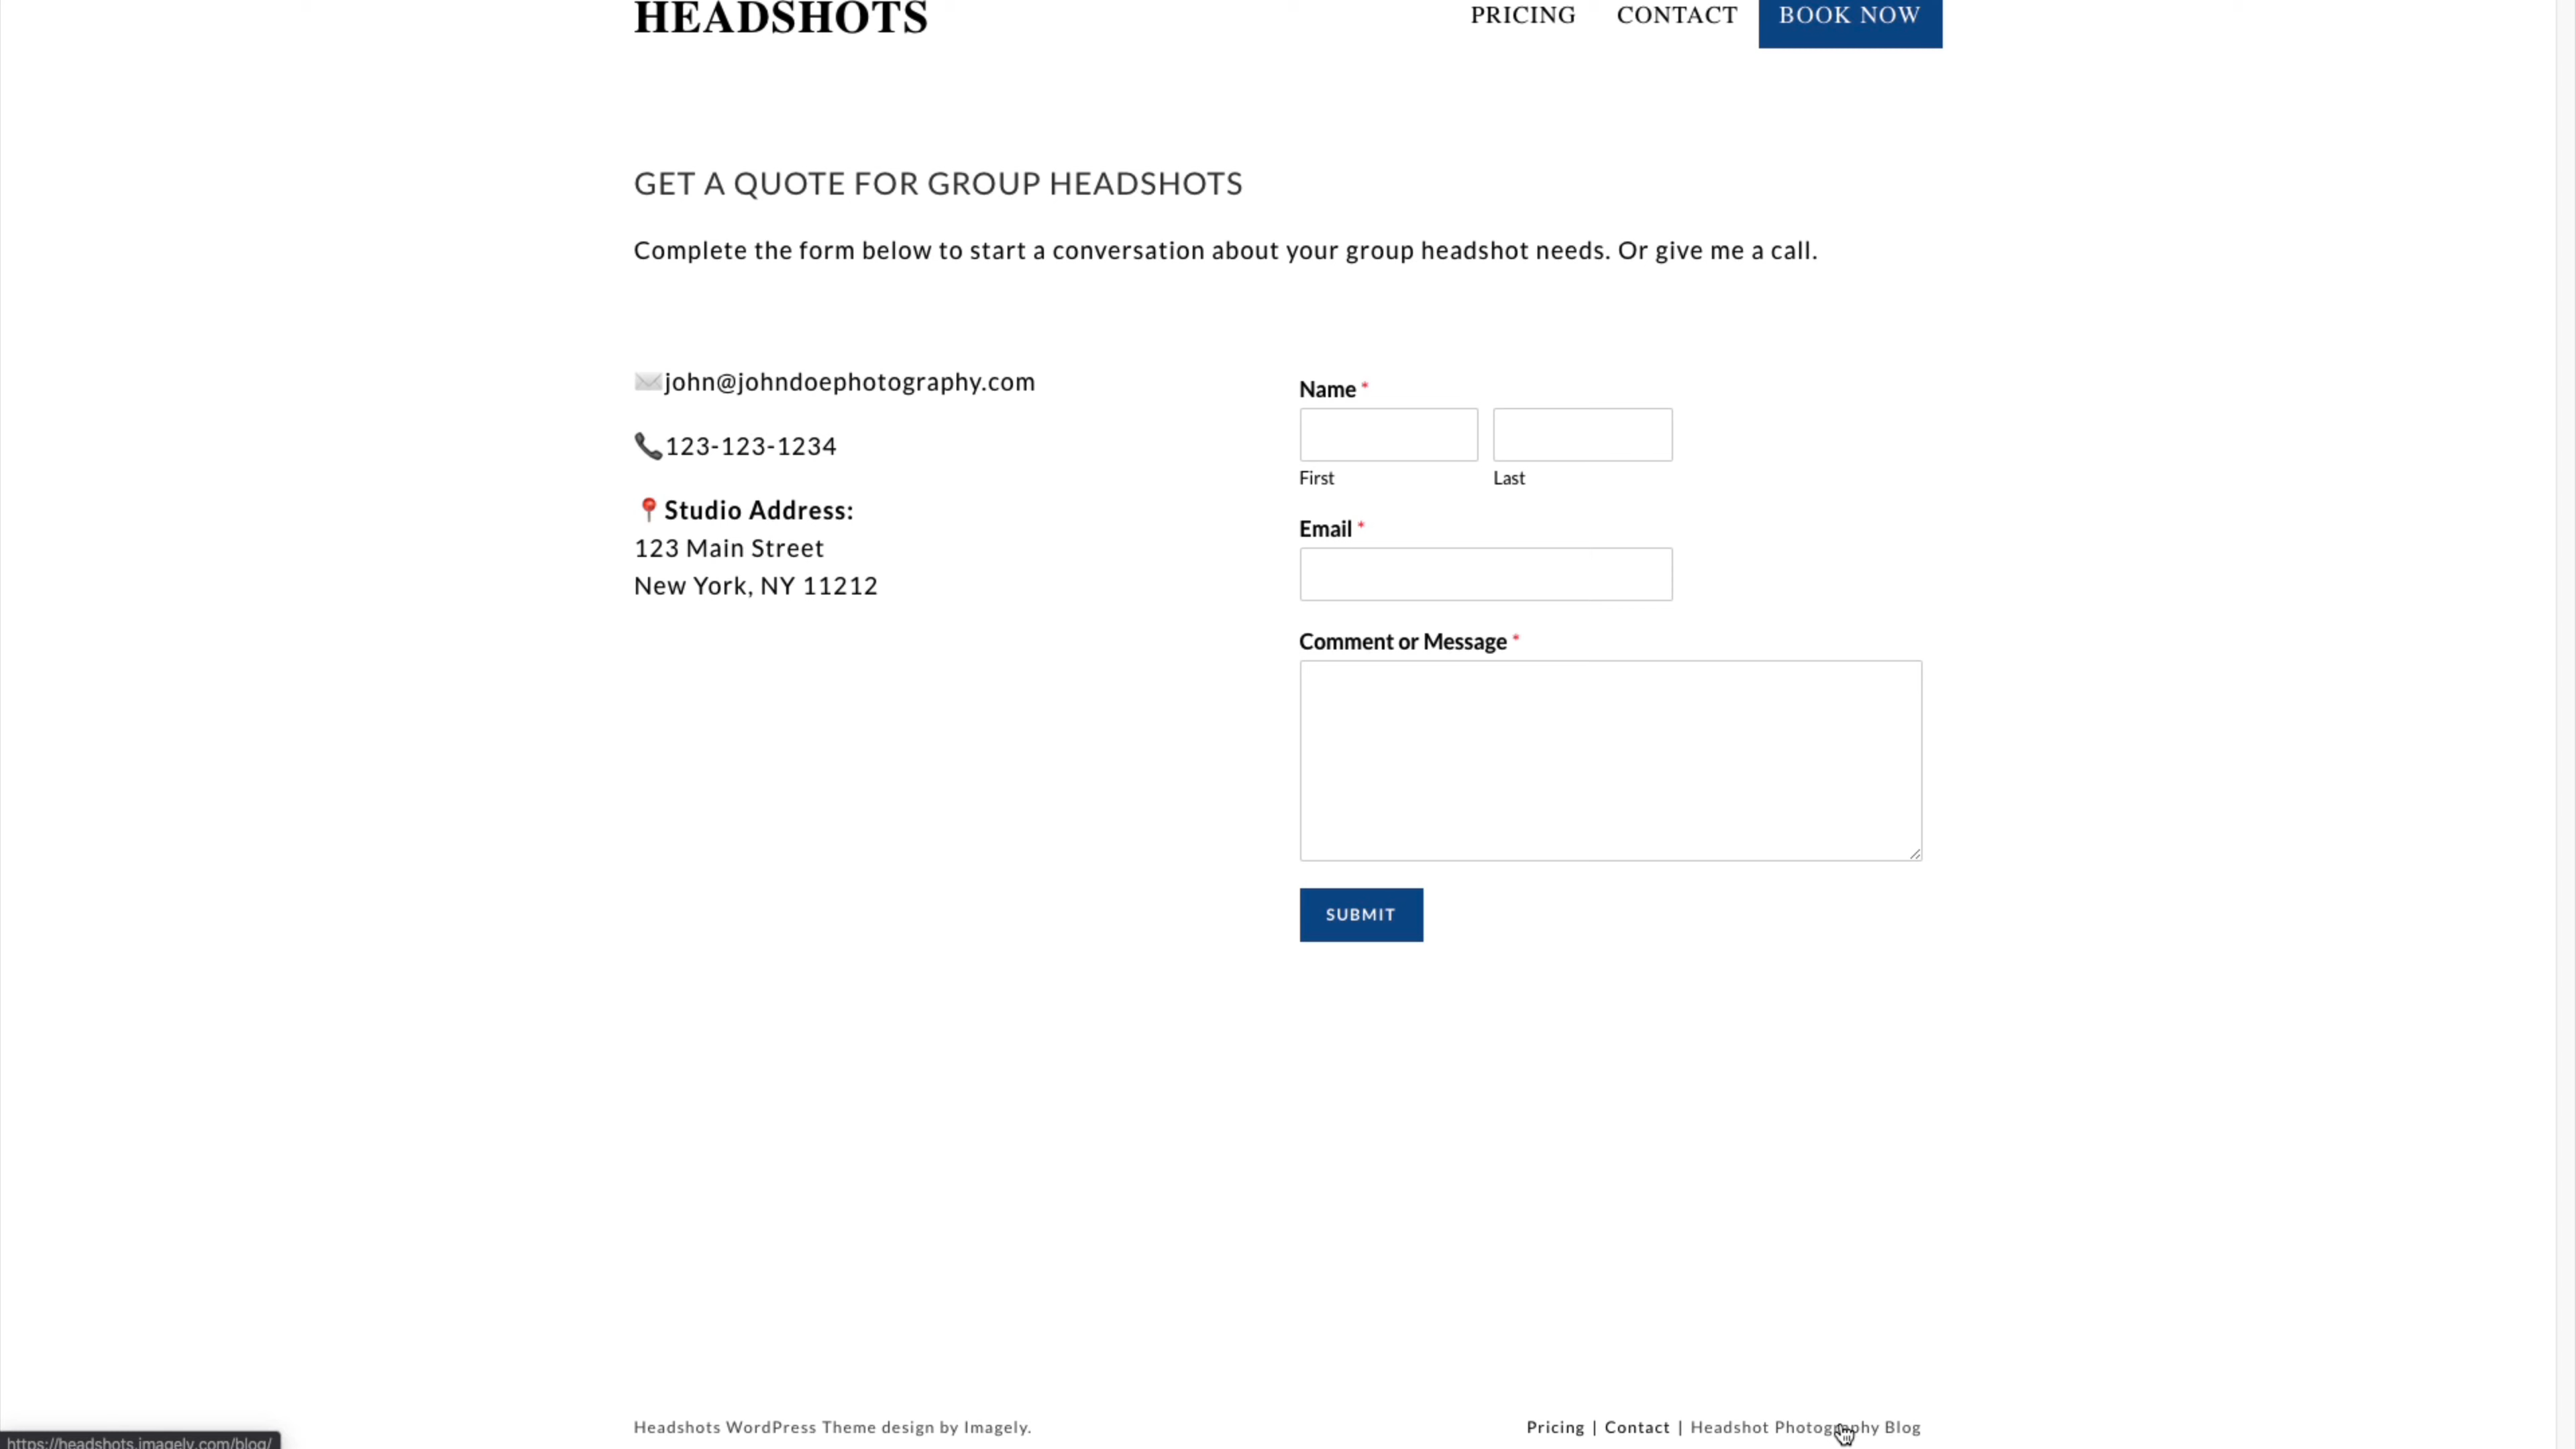 HEADSHOTS
PRICING CONTACT BOOK NOW
GET A QUOTE FOR GROUP HEADSHOTS
Complete the form below to start a conversation about your group headshot needs. Or give me a call.
john@johndoephotography.com
123-123-1234
Studio Address:
123 Main Street
New York, NY 11212
Name *
First Last
Email *
Comment or Message *
SUBMIT
Headshots WordPress Theme design by Imagely.
Pricing | Contact | Headshot Photography Blog
https://headshots.imagely.com/blog/